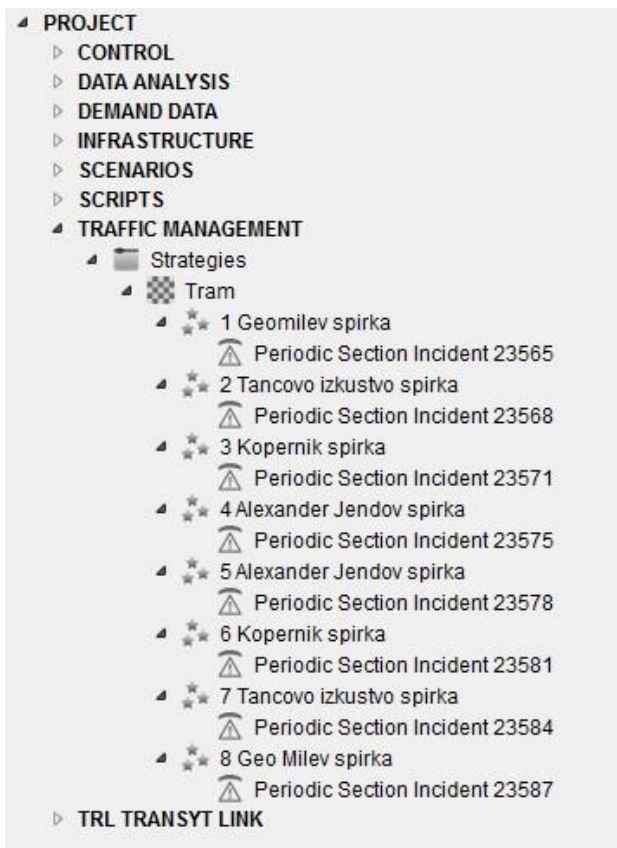 PROJECT
CONTROL
DATA ANALYSIS
DEMAND DATA
INFRASTRUCTURE
SCENARIOS
SCRIPTS
TRAFFIC MANAGEMENT
Strategies
Tram
1 Geomilev spirka
Periodic Section Incident 23565
2 Tancovo izkustvo spirka
Periodic Section Incident 23568
3 Kopernik spirka
Periodic Section Incident 23571
4 Alexander Jendov spirka
Periodic Section Incident 23575
5 Alexander Jendov spirka
Periodic Section Incident 23578
6 Kopernik spirka
Periodic Section Incident 23581
7 Tancovo izkustvo spirka
Periodic Section Incident 23584
8 Geo Milev spirka
Periodic Section Incident 23587
TRL TRANSYT LINK